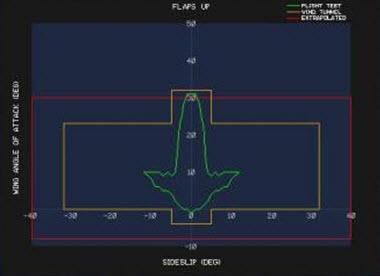 FLAPS UP
FLIGHT TEST
WIND TUNNEL
EXTRAPOLATED
WING ANGLE OF ATTACK (DEG)
50
40
30
20
10
-40 -30 -20 -10 0 10 20 30 40
-10
SIDESLIP (DEG)